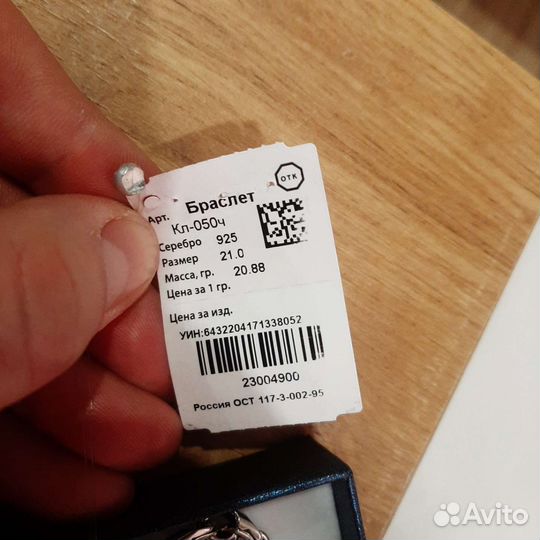 Браслет
ОТК
Арт. Кл-050ч
Серебро 925
Размер 21.0
Масса, гр. 20.88
Цена за 1 гр.
Цена за изд.
УИН:6432204171338052
23004900
Россия ОСТ 117-3-002-95
Avito